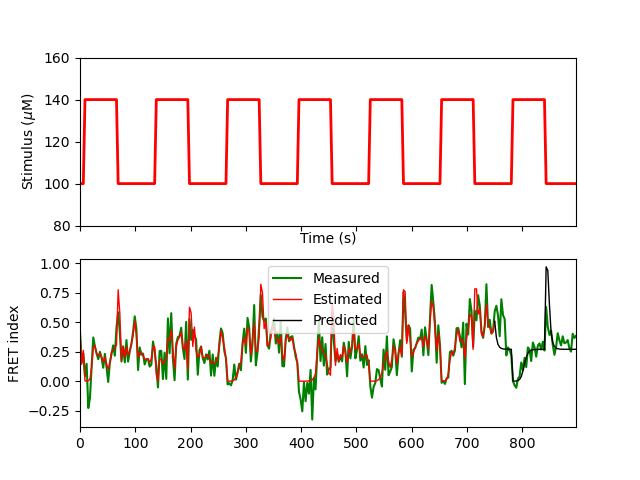 160
140
120
100
80
Stimulus (μM)
Time (s)
1.00
0.75
0.50
0.25
0.00
−0.25
FRET index
Measured
Estimated
Predicted
0 100 200 300 400 500 600 700 800